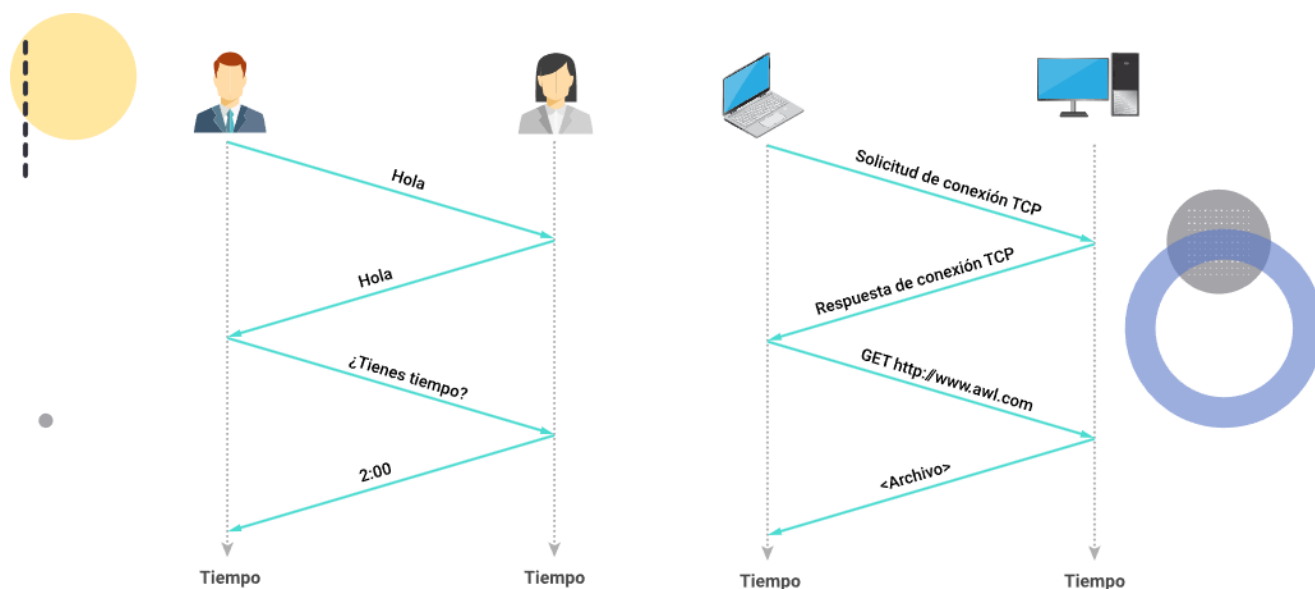 Hola
Hola
¿Tienes tiempo?
2:00
Tiempo
Tiempo
Solicitud de conexión TCP
Respuesta de conexión TCP
GET http://www.awl.com
<Archivo>
Tiempo
Tiempo